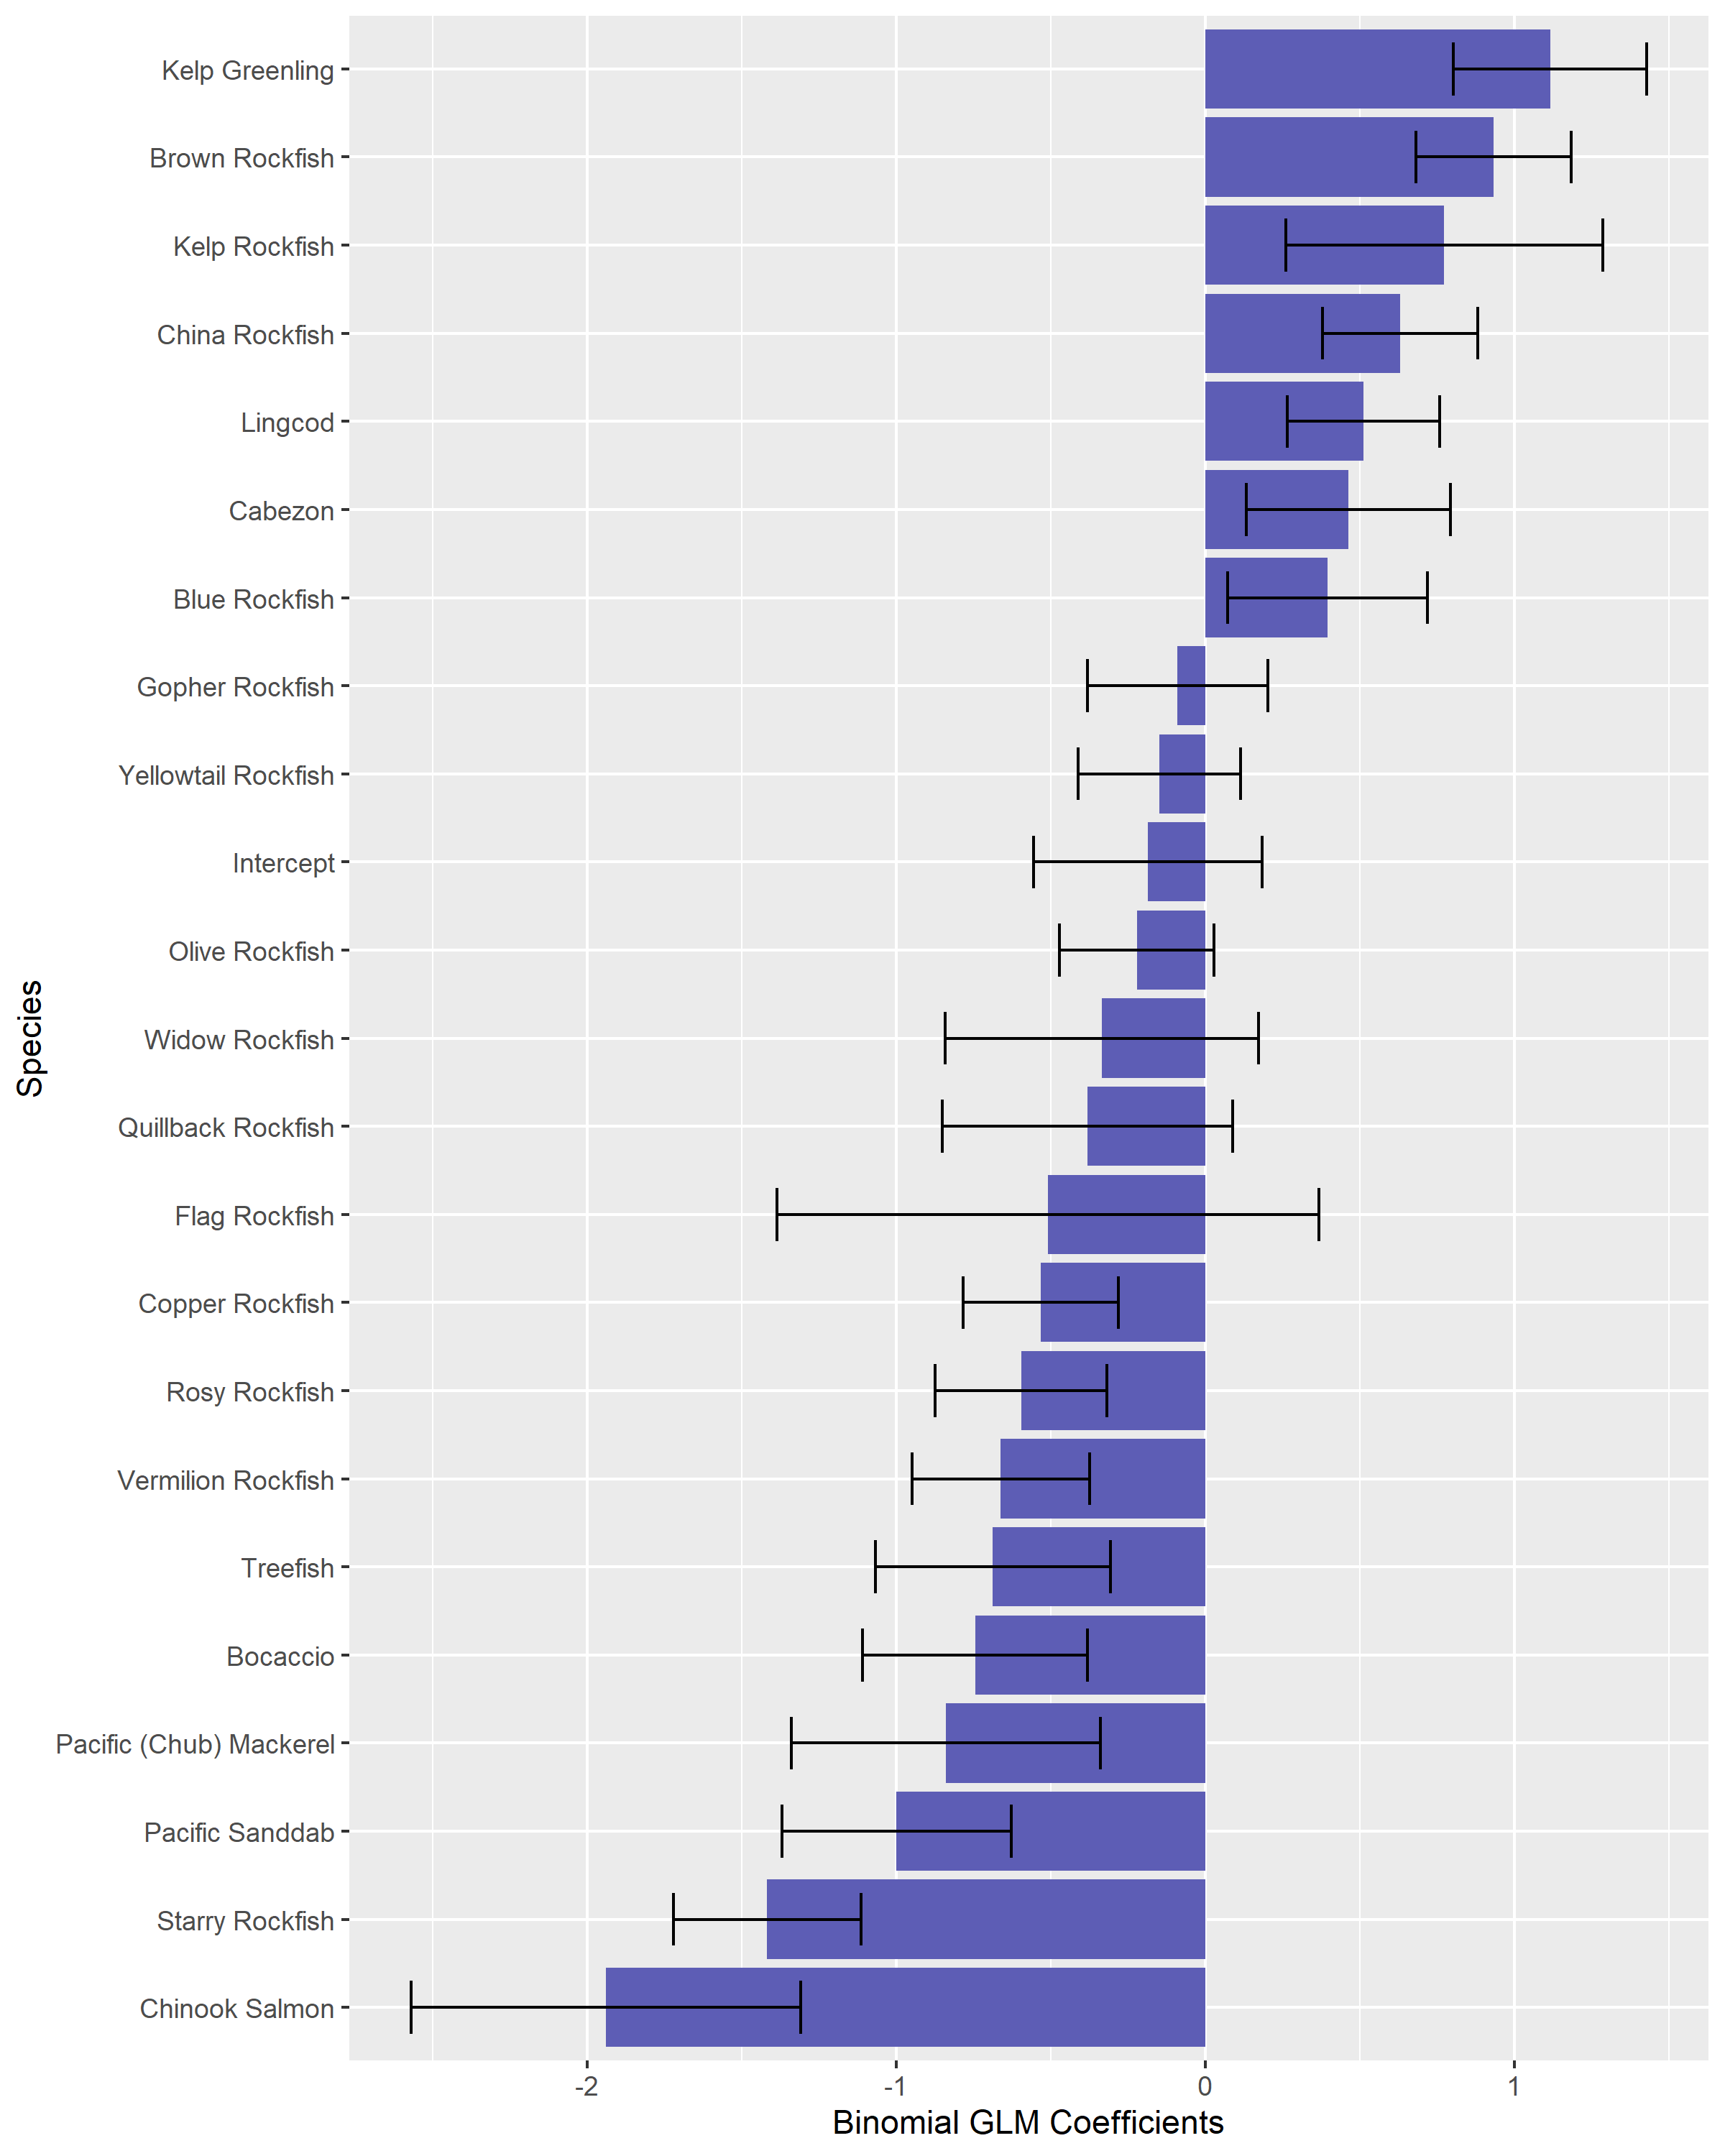 Kelp Greenling
Brown Rockfish
Kelp Rockfish
China Rockfish
Lingcod
Cabezon
Blue Rockfish
Gopher Rockfish
Yellowtail Rockfish
Intercept
Olive Rockfish
Widow Rockfish
Quillback Rockfish
Flag Rockfish
Copper Rockfish
Rosy Rockfish
Vermilion Rockfish
Treefish
Bocaccio
Pacific (Chub) Mackerel
Pacific Sanddab
Starry Rockfish
Chinook Salmon
Species
-2 -1 0 1
Binomial GLM Coefficients